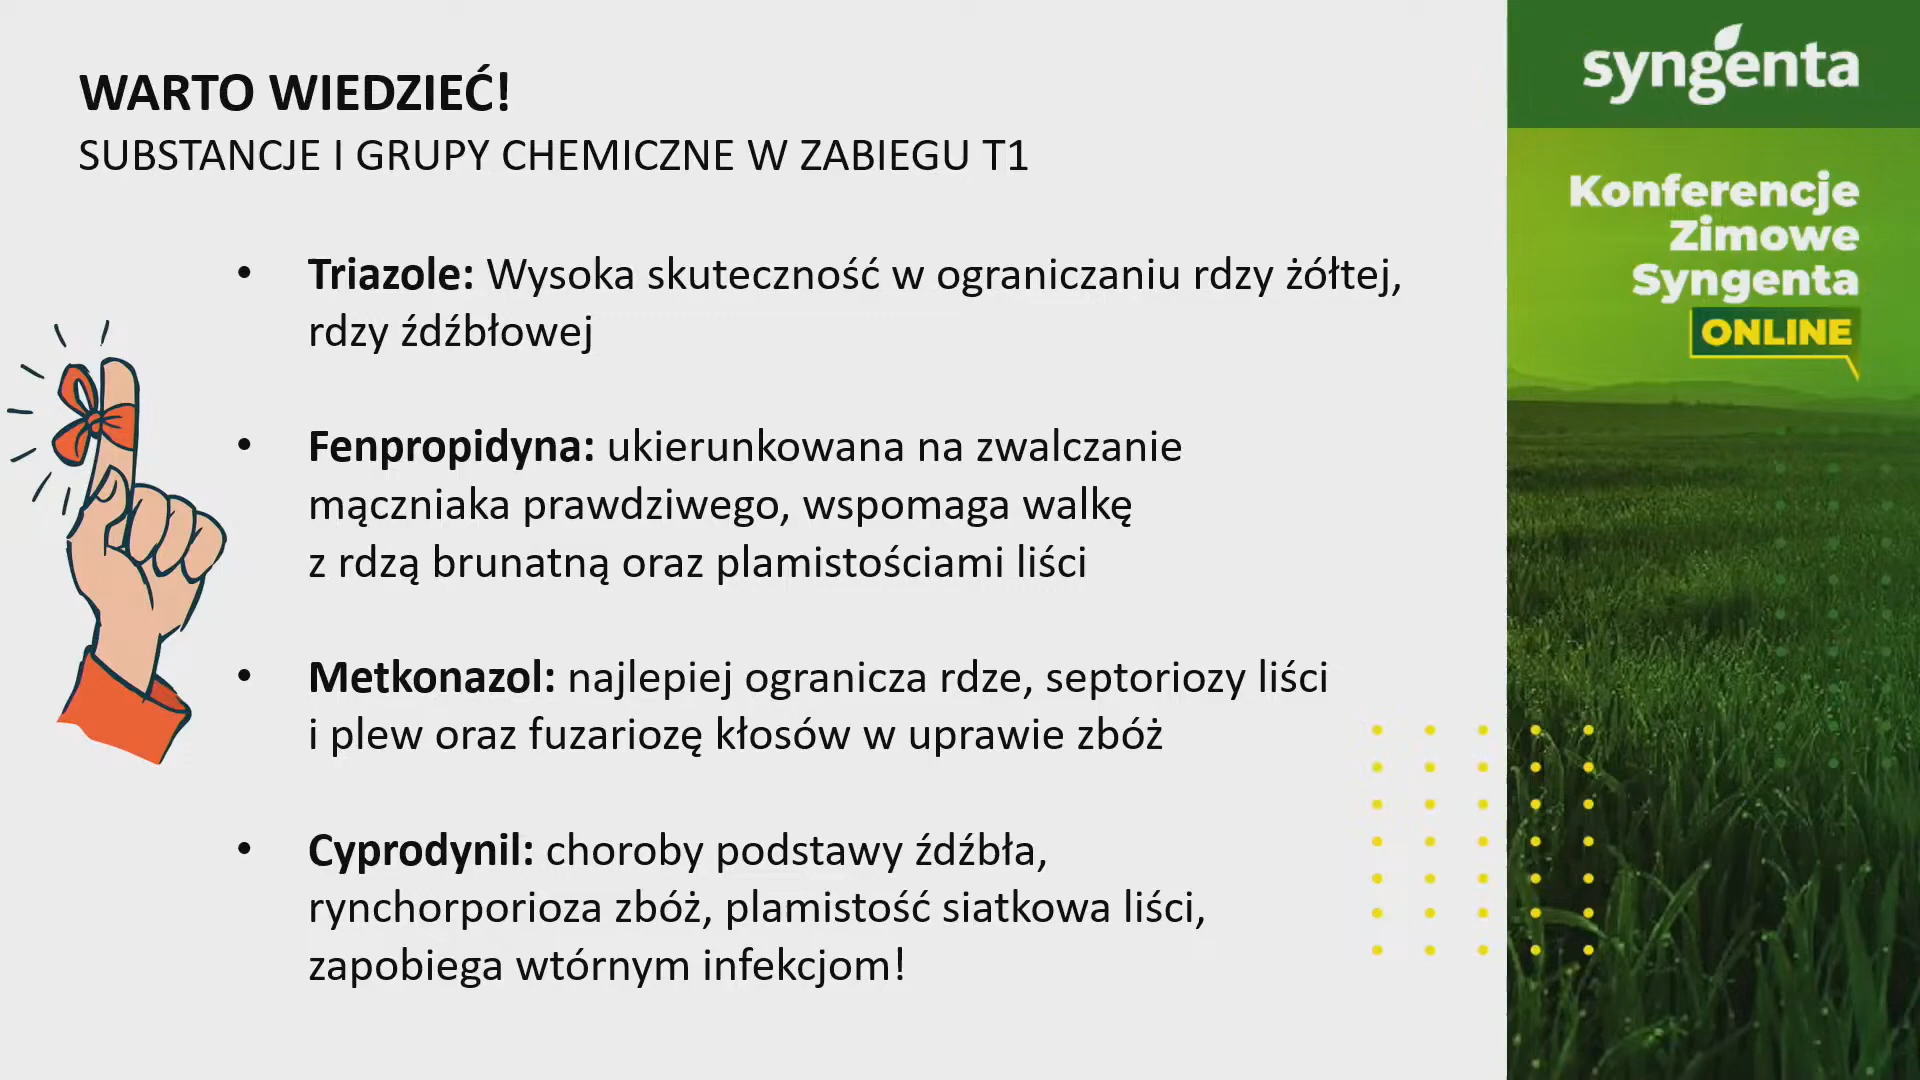 WARTO WIEDZIEĆ!
SUBSTANCJE I GRUPY CHEMICZNE W ZABIEGU T1
• Triazole: Wysoka skuteczność w ograniczaniu rdzy żółtej,
rdzy źdźbłowej
• Fenpropidyna: ukierunkowana na zwalczanie
mączniaka prawdziwego, wspomaga walkę
z rdzą brunatną oraz plamistościami liści
• Metkonazol: najlepiej ogranicza rdze, septoriozy liści
i plew oraz fuzariozę kłosów w uprawie zbóż
• Cyprodynil: choroby podstawy źdźbła,
rynchorporioza zbóż, plamistość siatkowa liści,
zapobiega wtórnym infekcjom!
syngenta
Konferencje
Zimowe
Syngenta
ONLINE